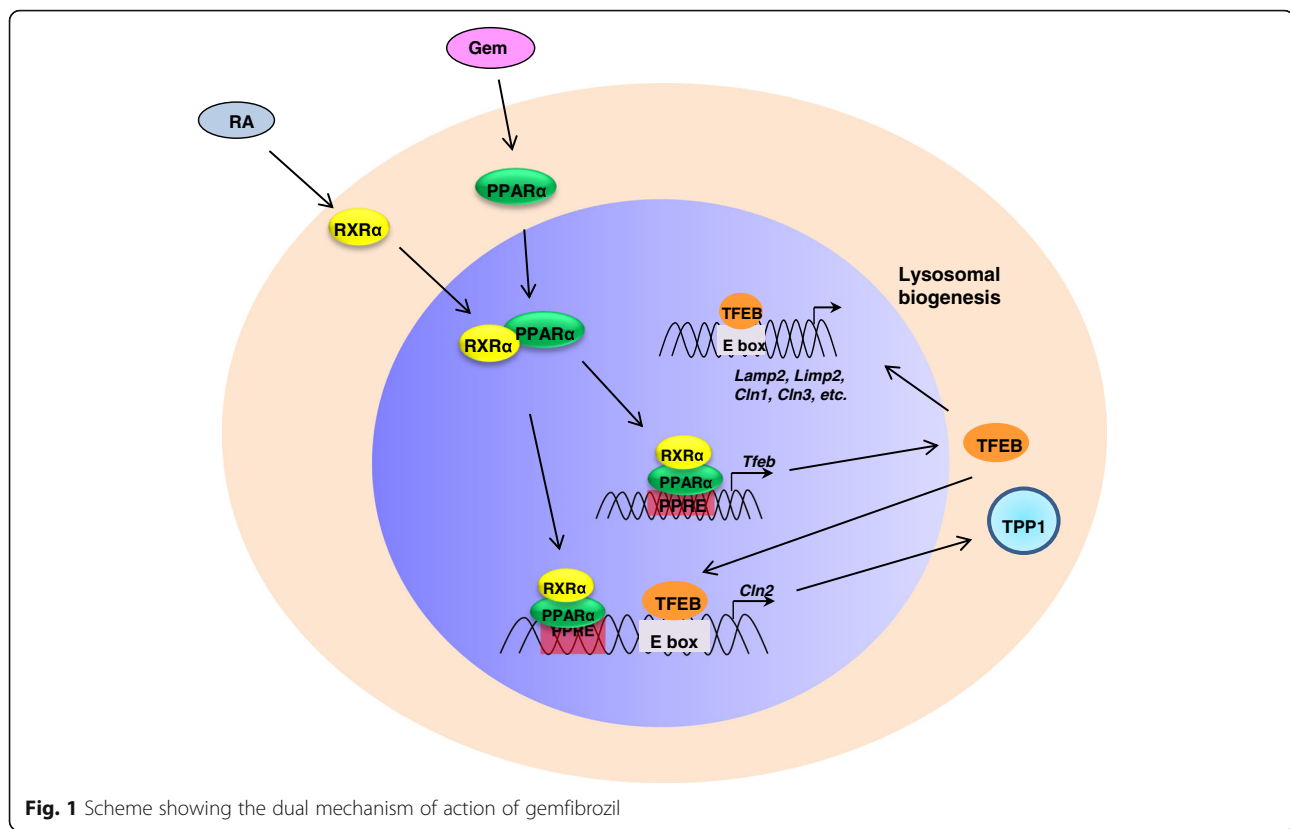 Gem
RA
PPARα
RXRα
Lysosomal
biogenesis
TFEB
E box
PPARα
RXRα
Lamp2, Limp2,
Cln1, Cln3, etc.
RXRα
Tfeb
PPARα
PPRE
TFEB
TPP1
RXRα
Cln2
PPARα
TFEB
PPRE
E box
Fig. 1 Scheme showing the dual mechanism of action of gemfibrozil